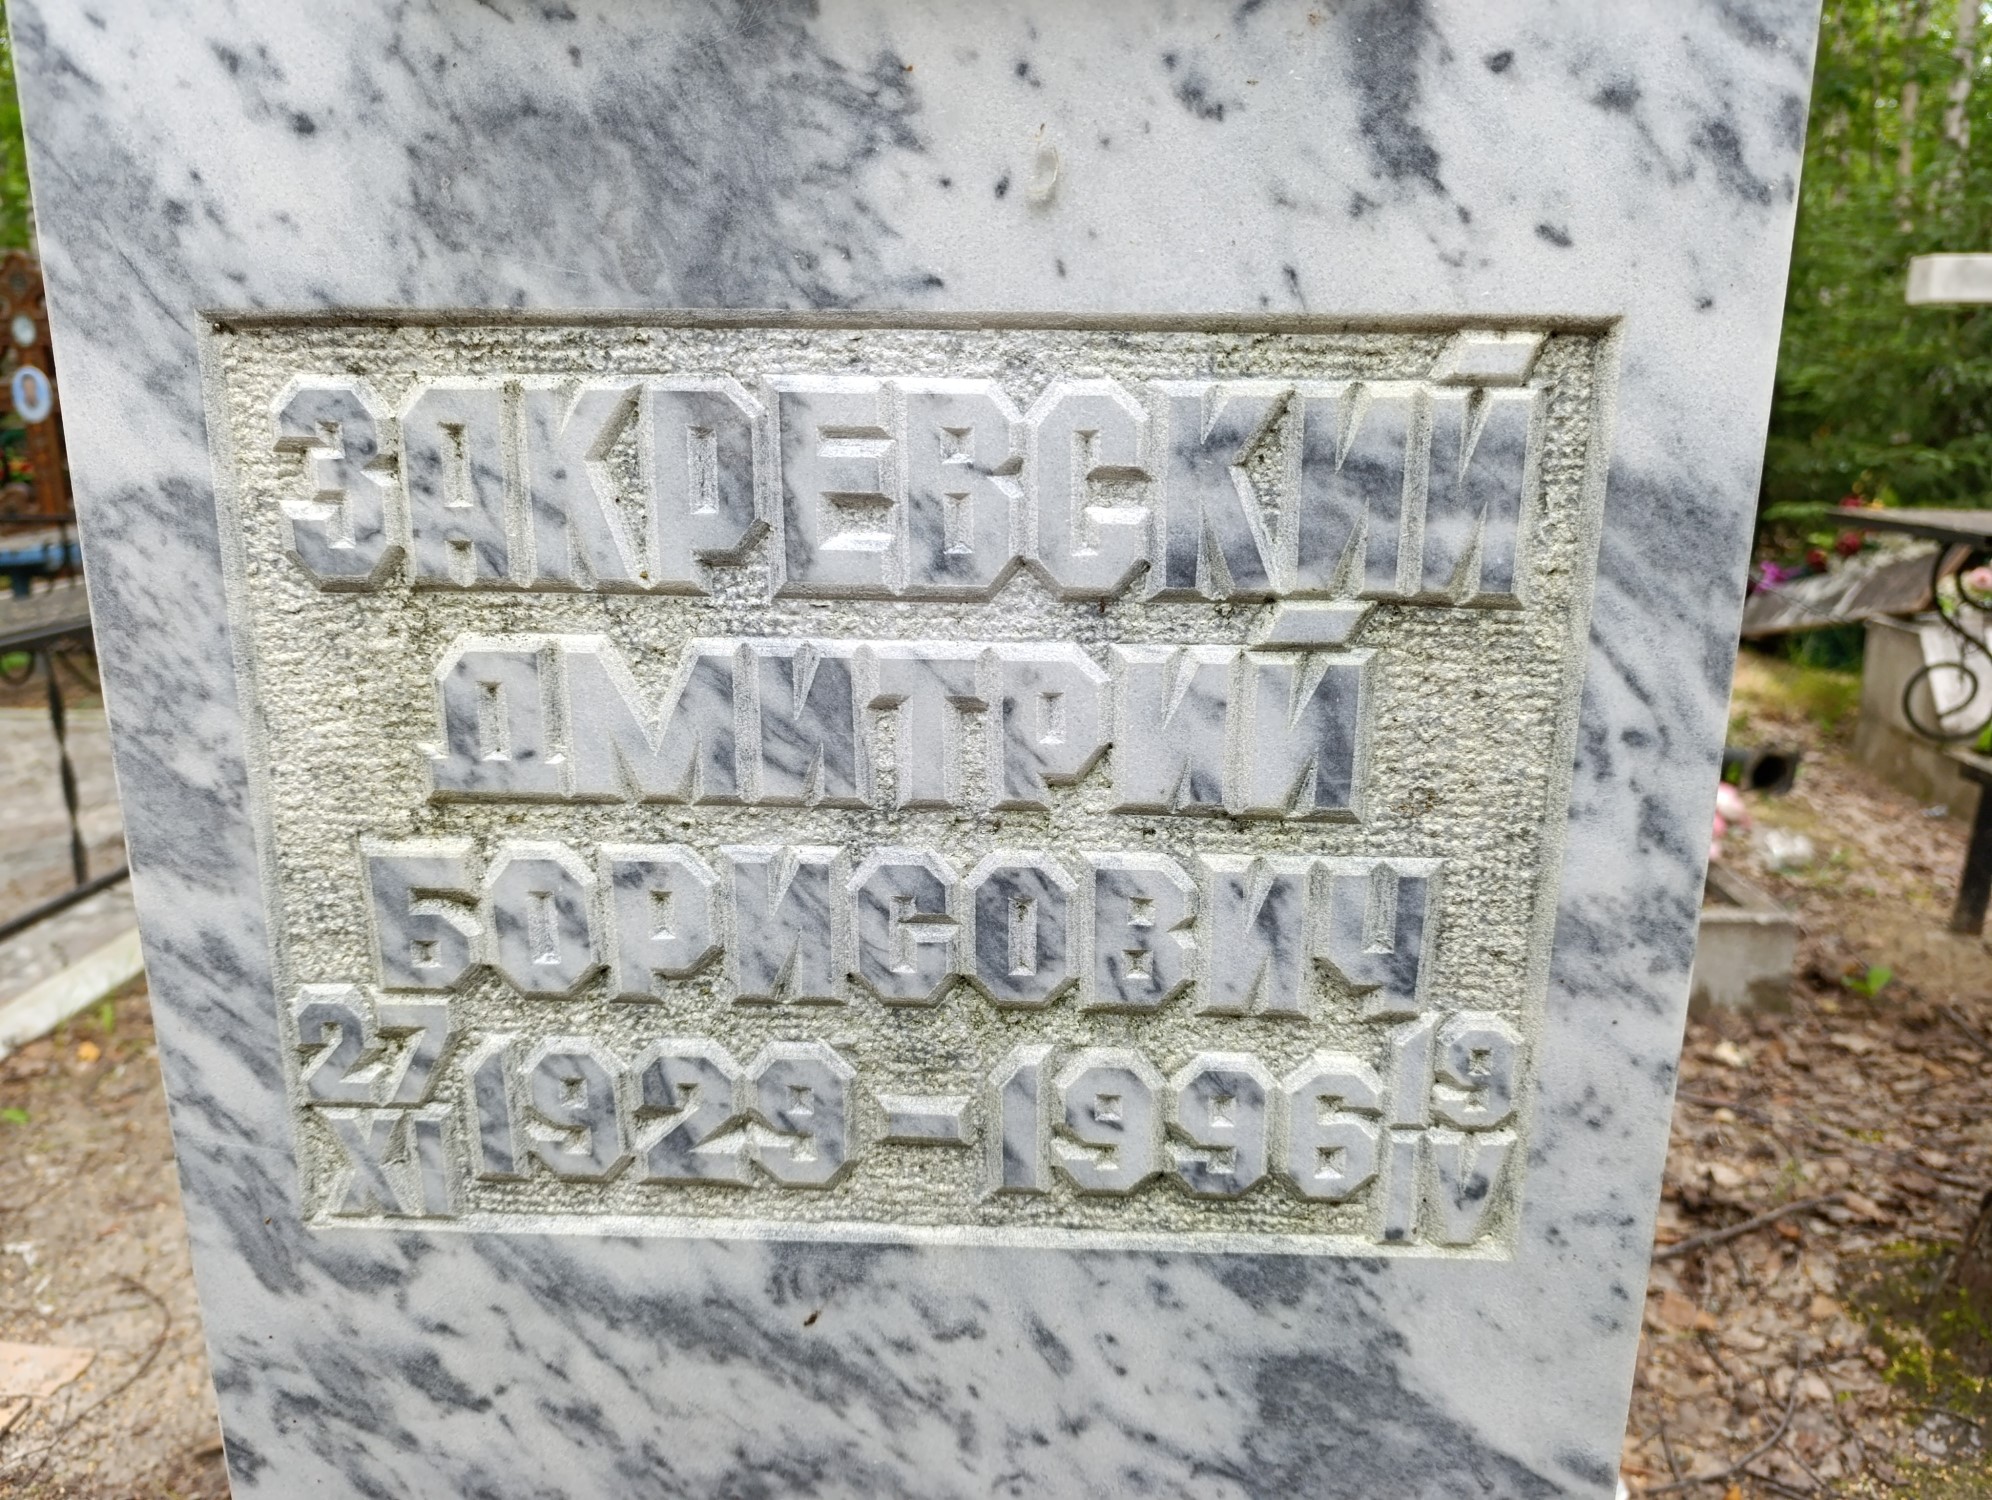 ЗАКРЕВСКИЙ
ДМИТРИЙ
БОРИСОВИЧ
27/XI 1929 – 1996 19/IV